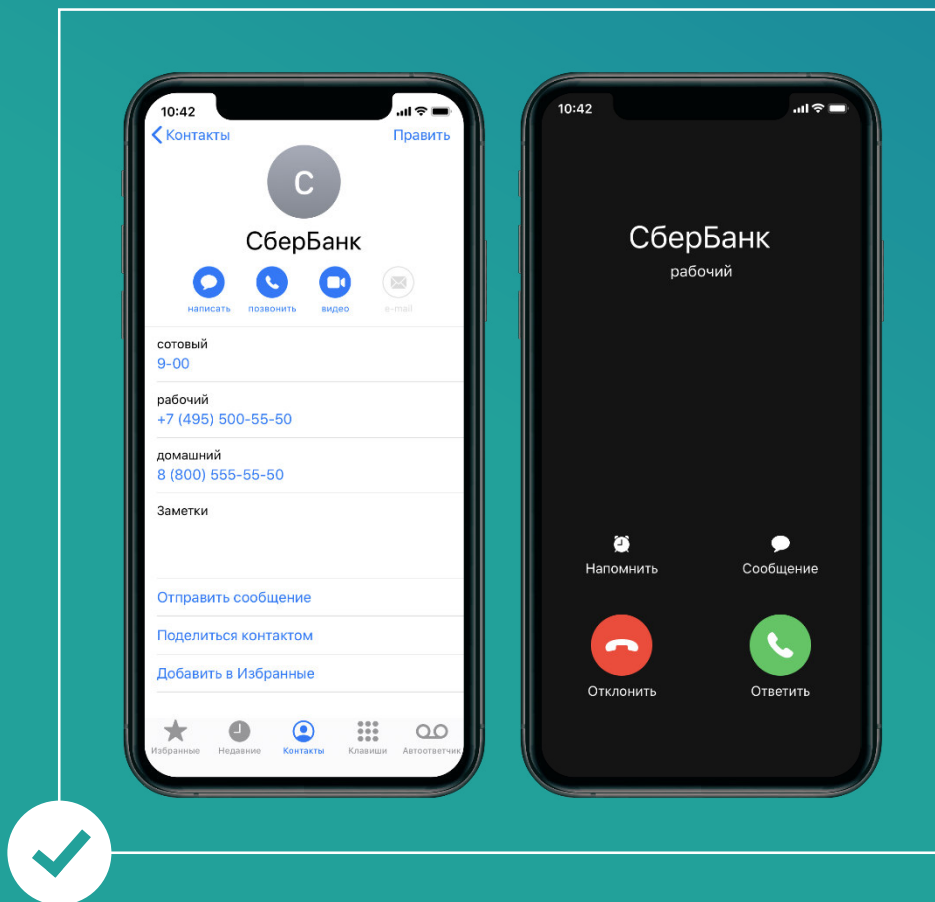 10:42
Контакты
Править
С
СберБанк
написать
позвонить
видео
e-mail
сотовый
9-00
рабочий
+7 (495) 500-55-50
домашний
8 (800) 555-55-50
Заметки
Отправить сообщение
Поделиться контактом
Добавить в Избранные
Избранные
Недавние
Контакты
Клавиши
Автоответчик
10:42
СберБанк
рабочий
Напомнить
Сообщение
Отклонить
Ответить